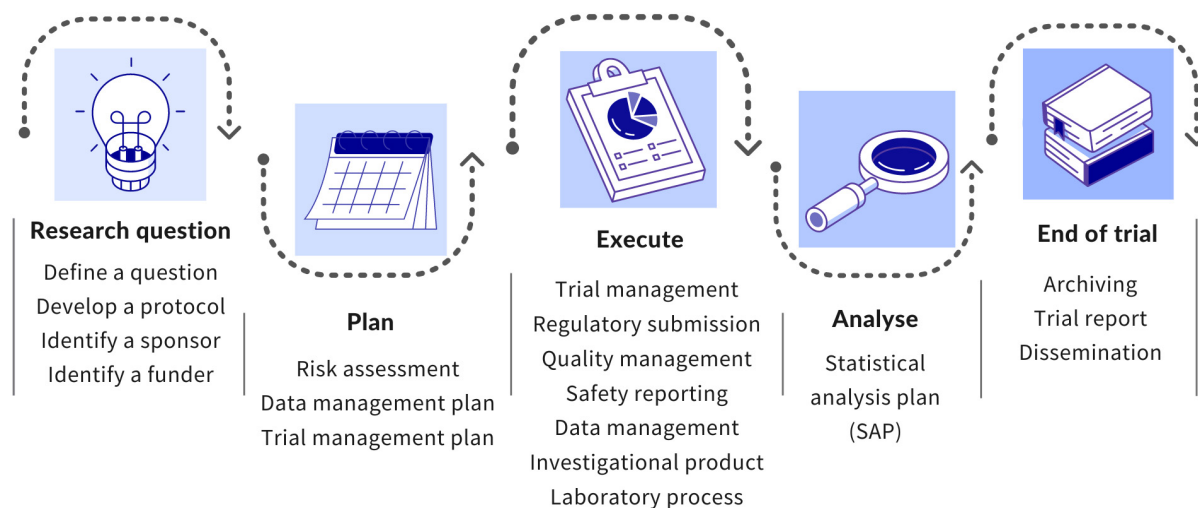 Research question
Define a question
Develop a protocol
Identify a sponsor
Identify a funder
Plan
Risk assessment
Data management plan
Trial management plan
Execute
Trial management
Regulatory submission
Quality management
Safety reporting
Data management
Investigational product
Laboratory process
Analyse
Statistical
analysis plan
(SAP)
End of trial
Archiving
Trial report
Dissemination